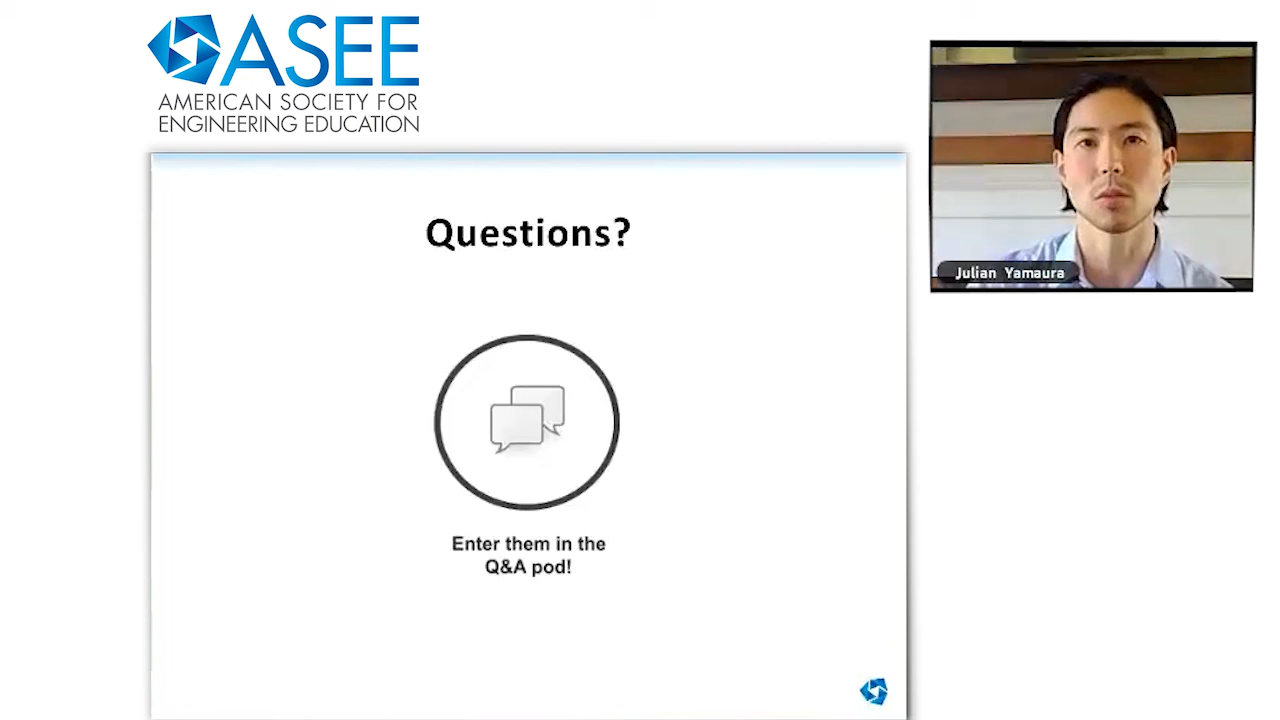 ASEE
AMERICAN SOCIETY FOR
ENGINEERING EDUCATION
Questions?
Enter them in the
Q&A pod!
Julian Yamaura